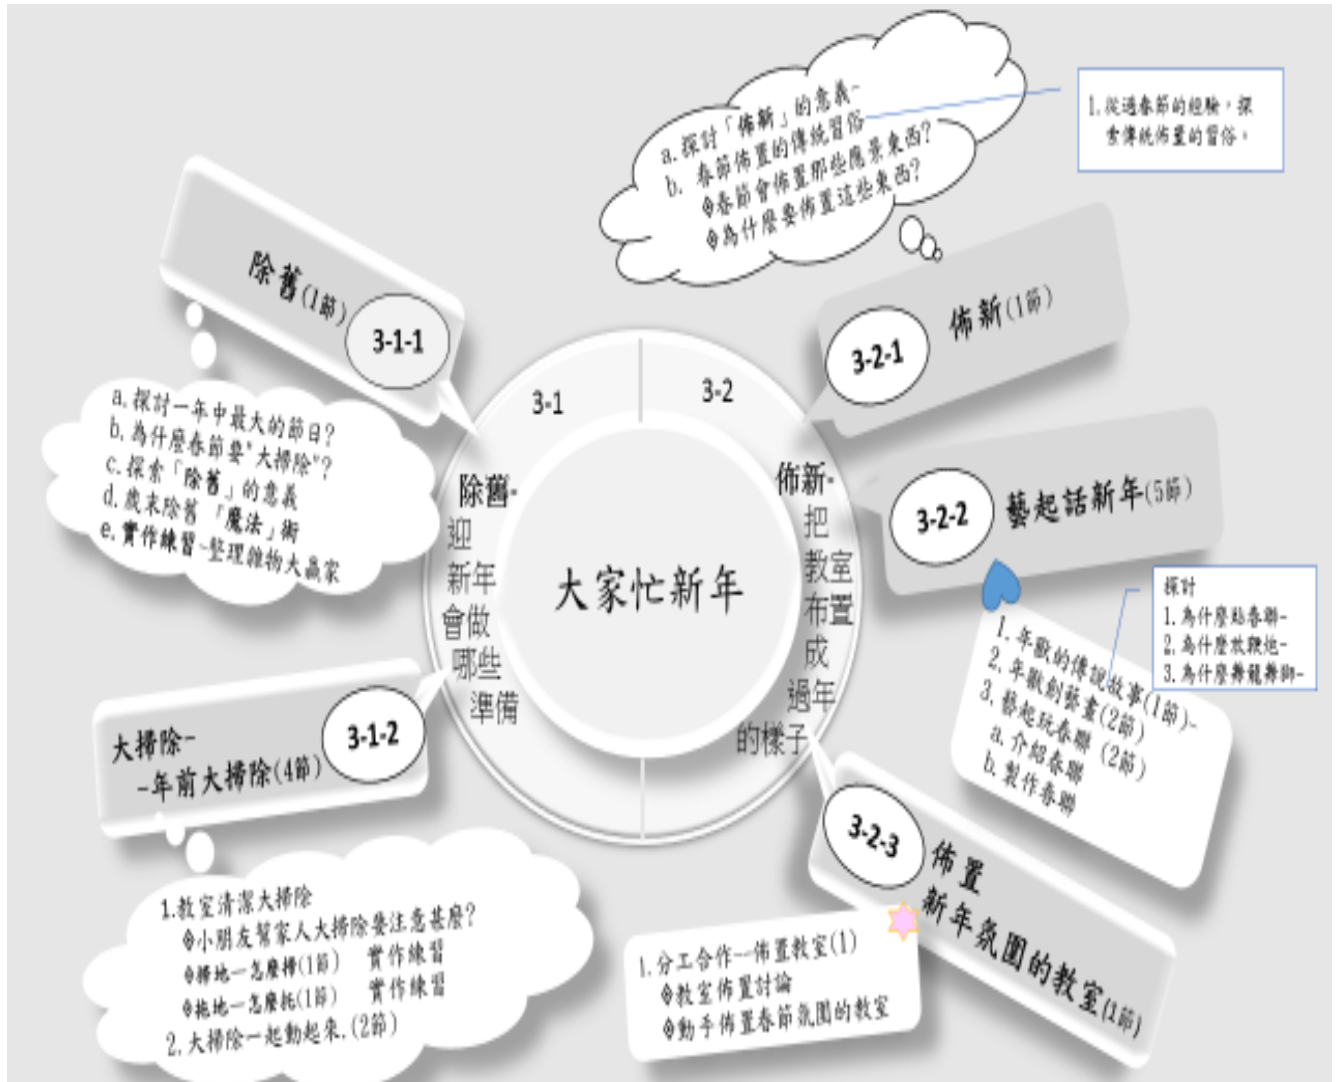 大家忙新年
3-1
除舊-
迎
新年
會做
哪些
準備
3-2
佈新-
把
教室
布置
成
過年
的樣子
除舊(1節)
3-1-1
a.探討一年中最大的節日?
b.為什麼春節要"大掃除"?
c.探索「除舊」的意義
d.歲末除舊「魔法」術
e.實作練習-整理雜物大贏家
大掃除-
-年前大掃除(4節)
3-1-2
1.教室清潔大掃除
◈小朋友幫家人大掃除要注意甚麼?
◈掃地—怎麼掃(1節) 實作練習
◈拖地—怎麼托(1節) 實作練習
2.大掃除一起動起來.(2節)
a.探討「佈新」的意義-
b. 春節佈置的傳統習俗
◈春節會佈置那些應景東西?
◈為什麼要佈置這些東西?
1.從過春節的經驗，探
索傳統佈置的習俗。
3-2-1
佈新(1節)
3-2-2
藝起話新年(5節)
1. 年獸的傳說故事(1節)-
2. 年獸創藝畫(2節)
3. 藝起玩春聯 (2節)
a.介紹春聯
b.製作春聯
探討
1.為什麼貼春聯-
2.為什麼放鞭炮-
3.為什麼舞龍舞獅-
3-2-3
佈置
新年氛圍的教室(1節)
1.分工合作--佈置教室(1)
◈教室佈置討論
◈動手佈置春節氛圍的教室